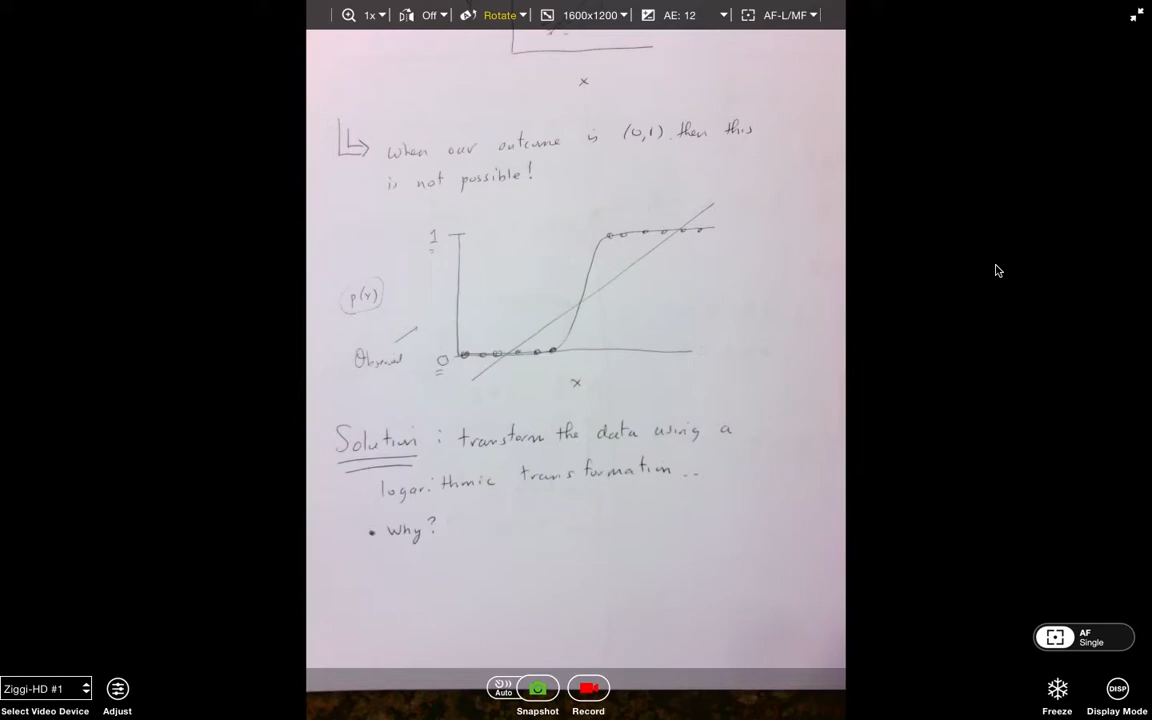 1x Off Rotate 1600x1200 AE: 12 AF-L/MF
x
When our outcome is (0,1) then this
is not possible!
1
p(x)
Observed
0
x
Solution : transform the data using a
logarithmic transformation ..
• Why?
AF
Single
Ziggi-HD #1
Auto
DISP
Select Video Device Adjust Snapshot Record Freeze Display Mode